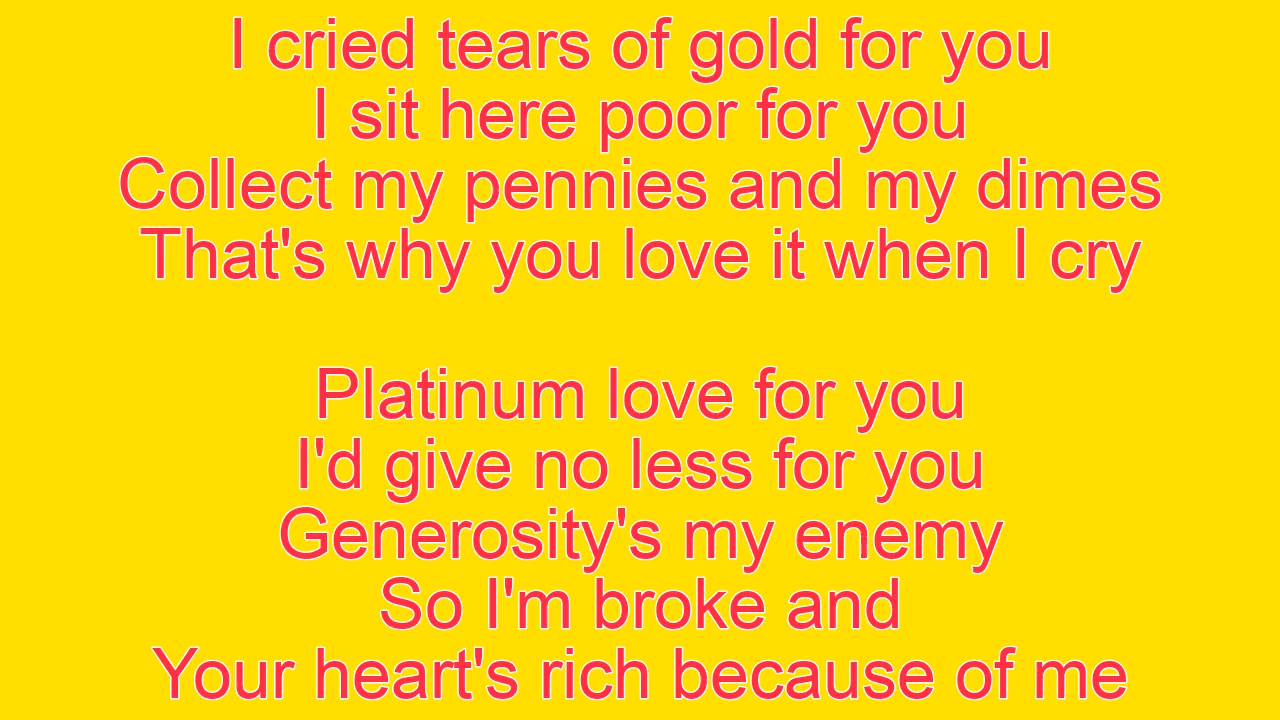 I cried tears of gold for you
I sit here poor for you
Collect my pennies and my dimes
That's why you love it when I cry
Platinum love for you
I'd give no less for you
Generosity's my enemy
So I'm broke and
Your heart's rich because of me